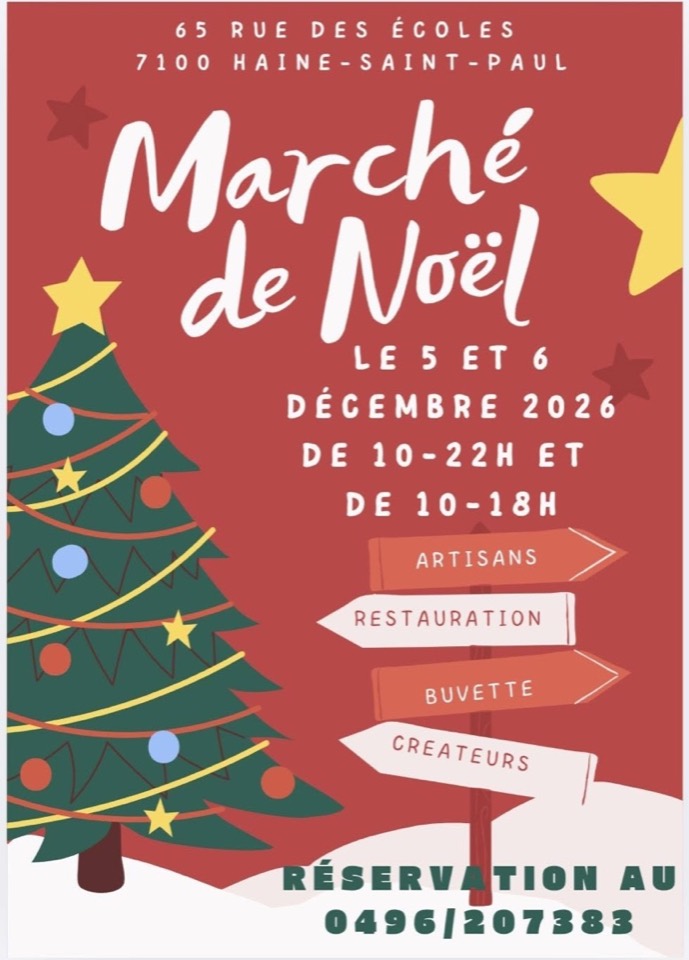 65 RUE DES ÉCOLES
7100 HAINE-SAINT-PAUL
Marché
de Noël
LE 5 ET 6
DÉCEMBRE 2026
DE 10-22H ET
DE 10-18H
ARTISANS
RESTAURATION
BUVETTE
CREATEURS
RÉSERVATION AU
0496/207383